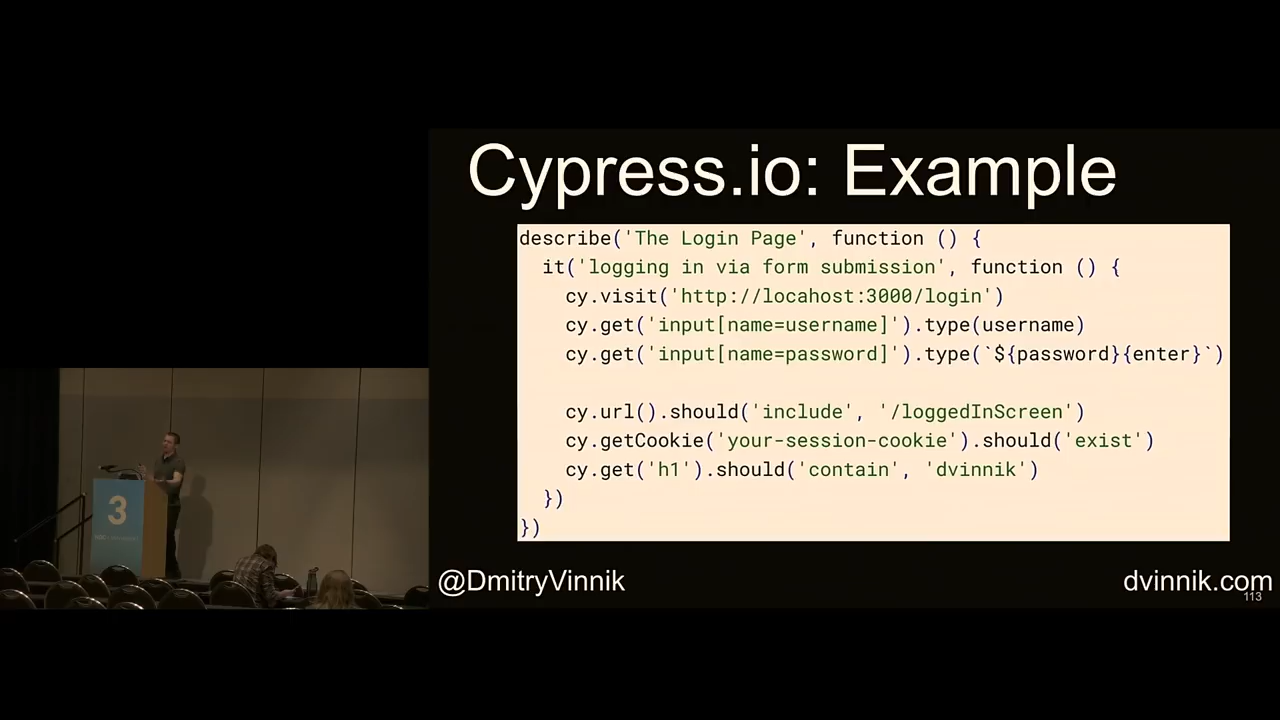 Cypress.io: Example
describe('The Login Page', function () {
it('logging in via form submission', function () {
cy.visit('http://locahost:3000/login')
cy.get('input[name=username]').type(username)
cy.get('input[name=password]').type(`${password}{enter}`)
cy.url().should('include', '/loggedInScreen')
cy.getCookie('your-session-cookie').should('exist')
cy.get('h1').should('contain', 'dvinnik')
})
})
@DmitryVinnik
dvinnik.com
113
3